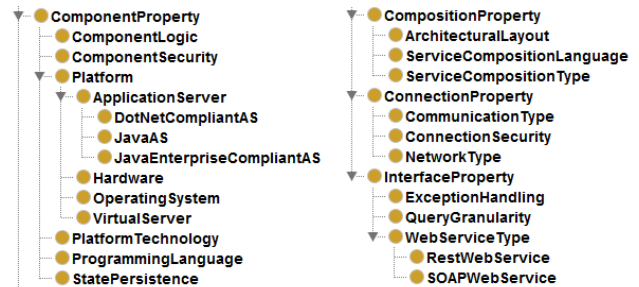 ComponentProperty
ComponentLogic
ComponentSecurity
Platform
ApplicationServer
DotNetCompliantAS
JavaAS
JavaEnterpriseCompliantAS
Hardware
OperatingSystem
VirtualServer
PlatformTechnology
ProgrammingLanguage
StatePersistence
CompositionProperty
ArchitecturalLayout
ServiceCompositionLanguage
ServiceCompositionType
ConnectionProperty
CommunicationType
ConnectionSecurity
NetworkType
InterfaceProperty
ExceptionHandling
QueryGranularity
WebServiceType
RestWebService
SOAPWebService